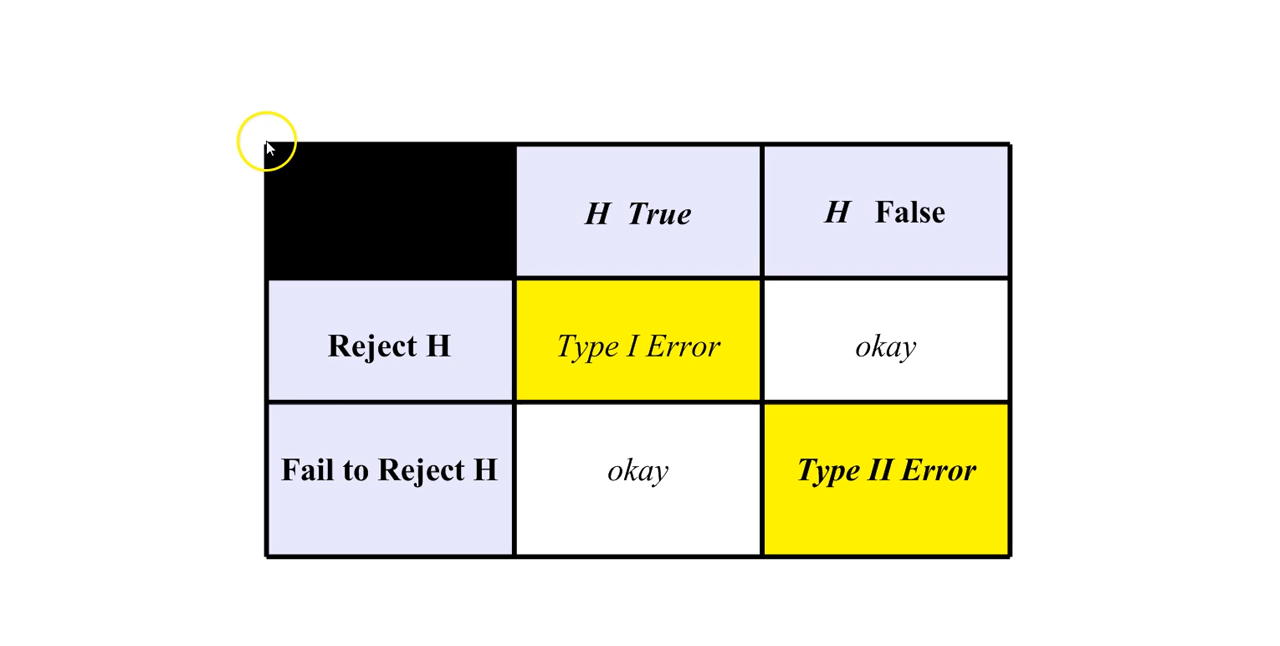 H True
H False
Reject H
Type I Error
okay
Fail to Reject H
okay
Type II Error